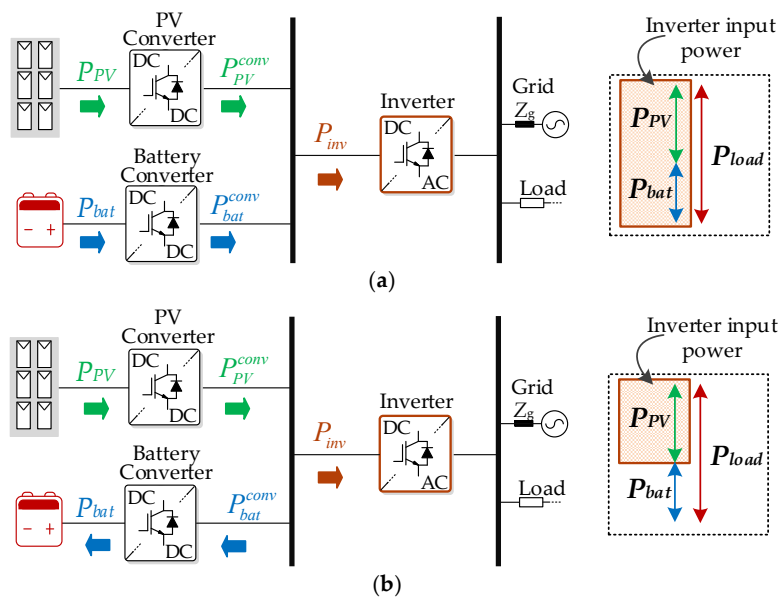 PV
Converter
DC
DC
P_PV
P_PV^conv
Battery
Converter
DC
DC
P_bat
P_bat^conv
− +
P_inv
Inverter
DC
AC
Grid
Z_g
Load
Inverter input
power
P_PV
P_bat
P_load
(a)
PV
Converter
DC
DC
P_PV
P_PV^conv
Battery
Converter
DC
DC
P_bat
P_bat^conv
− +
P_inv
Inverter
DC
AC
Grid
Z_g
Load
Inverter input
power
P_PV
P_bat
P_load
(b)